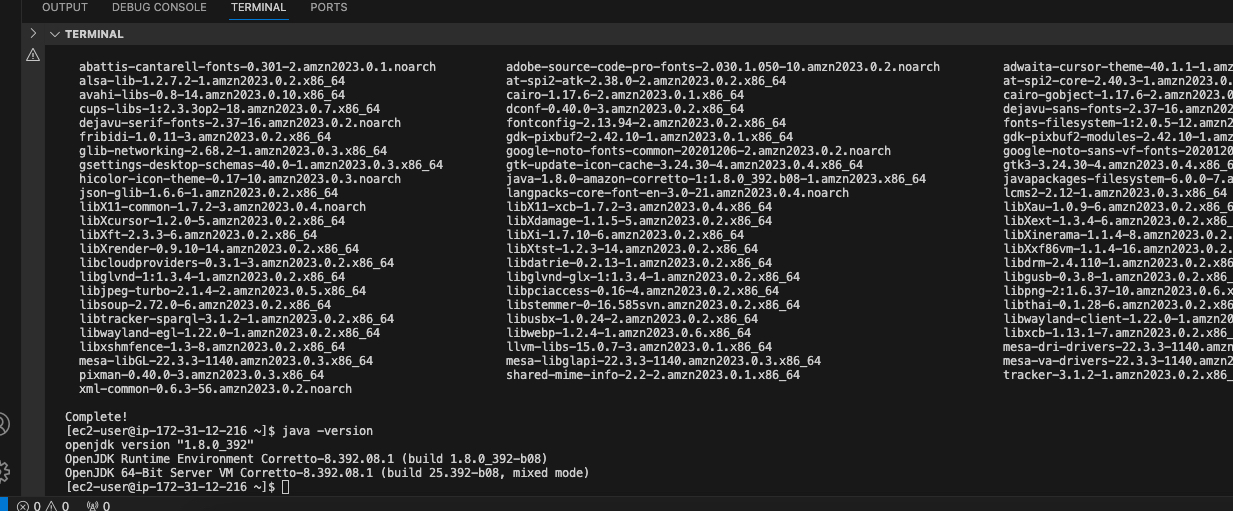 OUTPUT DEBUG CONSOLE TERMINAL PORTS
TERMINAL
abattis-cantarell-fonts-0.301-2.amzn2023.0.1.noarch adobe-source-code-pro-fonts-2.030.1.050-10.amzn2023.0.2.noarch adwaita-cursor-theme-40.1.1-1.amz
alsa-lib-1.2.7.2-1.amzn2023.0.2.x86_64 at-spi2-atk-2.38.0-2.amzn2023.0.2.x86_64 at-spi2-core-2.40.3-1.amzn2023.0
avahi-libs-0.8-14.amzn2023.0.10.x86_64 cairo-1.17.6-2.amzn2023.0.1.x86_64 cairo-gobject-1.17.6-2.amzn2023.
cups-libs-1:2.3.3op2-18.amzn2023.0.7.x86_64 dconf-0.40.0-3.amzn2023.0.2.x86_64 dejavu-sans-fonts-2.37-16.amzn20
dejavu-serif-fonts-2.37-16.amzn2023.0.2.noarch fontconfig-2.13.94-2.amzn2023.0.2.x86_64 fonts-filesystem-1:2.0.5-12.amzn
fribidi-1.0.11-3.amzn2023.0.2.x86_64 gdk-pixbuf2-2.42.10-1.amzn2023.0.1.x86_64 gdk-pixbuf2-modules-2.42.10-1.am
glib-networking-2.68.2-1.amzn2023.0.3.x86_64 google-noto-fonts-common-20201206-2.amzn2023.0.2.noarch google-noto-sans-vf-fonts-202012
gsettings-desktop-schemas-40.0-1.amzn2023.0.3.x86_64 gtk-update-icon-cache-3.24.30-4.amzn2023.0.4.x86_64 gtk3-3.24.30-4.amzn2023.0.4.x86_6
hicolor-icon-theme-0.17-10.amzn2023.0.3.noarch java-1.8.0-amazon-corretto-1:1.8.0_392.b08-1.amzn2023.x86_64 javapackages-filesystem-6.0.0-7.a
json-glib-1.6.6-1.amzn2023.0.2.x86_64 langpacks-core-font-en-3.0-21.amzn2023.0.4.noarch lcms2-2.12-1.amzn2023.0.3.x86_64
libX11-common-1.7.2-3.amzn2023.0.4.noarch libX11-xcb-1.7.2-3.amzn2023.0.4.x86_64 libXau-1.0.9-6.amzn2023.0.2.x86_6
libXcursor-1.2.0-5.amzn2023.0.2.x86_64 libXdamage-1.1.5-5.amzn2023.0.2.x86_64 libXext-1.3.4-6.amzn2023.0.2.x86_
libXft-2.3.3-6.amzn2023.0.2.x86_64 libXi-1.7.10-6.amzn2023.0.2.x86_64 libXinerama-1.1.4-8.amzn2023.0.2.
libXrender-0.9.10-14.amzn2023.0.2.x86_64 libXtst-1.2.3-14.amzn2023.0.2.x86_64 libXxf86vm-1.1.4-16.amzn2023.0.2.
libcloudproviders-0.3.1-3.amzn2023.0.2.x86_64 libdatrie-0.2.13-1.amzn2023.0.2.x86_64 libdrm-2.4.110-1.amzn2023.0.2.x86
libglvnd-1:1.3.4-1.amzn2023.0.2.x86_64 libglvnd-glx-1:1.3.4-1.amzn2023.0.2.x86_64 libgusb-0.3.8-1.amzn2023.0.2.x86_
libjpeg-turbo-2.1.4-2.amzn2023.0.5.x86_64 libpciaccess-0.16-4.amzn2023.0.2.x86_64 libpng-2:1.6.37-10.amzn2023.0.6.x
libsoup-2.72.0-6.amzn2023.0.2.x86_64 libstemmer-0-16.585svn.amzn2023.0.2.x86_64 libthai-0.1.28-6.amzn2023.0.2.x86
libtracker-sparql-3.1.2-1.amzn2023.0.2.x86_64 libusbx-1.0.24-2.amzn2023.0.2.x86_64 libwayland-client-1.22.0-1.amzn20
libwayland-egl-1.22.0-1.amzn2023.0.2.x86_64 libwebp-1.2.4-1.amzn2023.0.6.x86_64 libxcb-1.13.1-7.amzn2023.0.2.x86_
libxshmfence-1.3-8.amzn2023.0.2.x86_64 llvm-libs-15.0.7-3.amzn2023.0.1.x86_64 mesa-dri-drivers-22.3.3-1140.amzn
mesa-libGL-22.3.3-1140.amzn2023.0.3.x86_64 mesa-libglapi-22.3.3-1140.amzn2023.0.3.x86_64 mesa-va-drivers-22.3.3-1140.amzn2
pixman-0.40.0-3.amzn2023.0.3.x86_64 shared-mime-info-2.2-2.amzn2023.0.1.x86_64 tracker-3.1.2-1.amzn2023.0.2.x86_
xml-common-0.6.3-56.amzn2023.0.2.noarch
Complete!
[ec2-user@ip-172-31-12-216 ~]$ java -version
openjdk version "1.8.0_392"
OpenJDK Runtime Environment Corretto-8.392.08.1 (build 1.8.0_392-b08)
OpenJDK 64-Bit Server VM Corretto-8.392.08.1 (build 25.392-b08, mixed mode)
[ec2-user@ip-172-31-12-216 ~]$
0 0 0